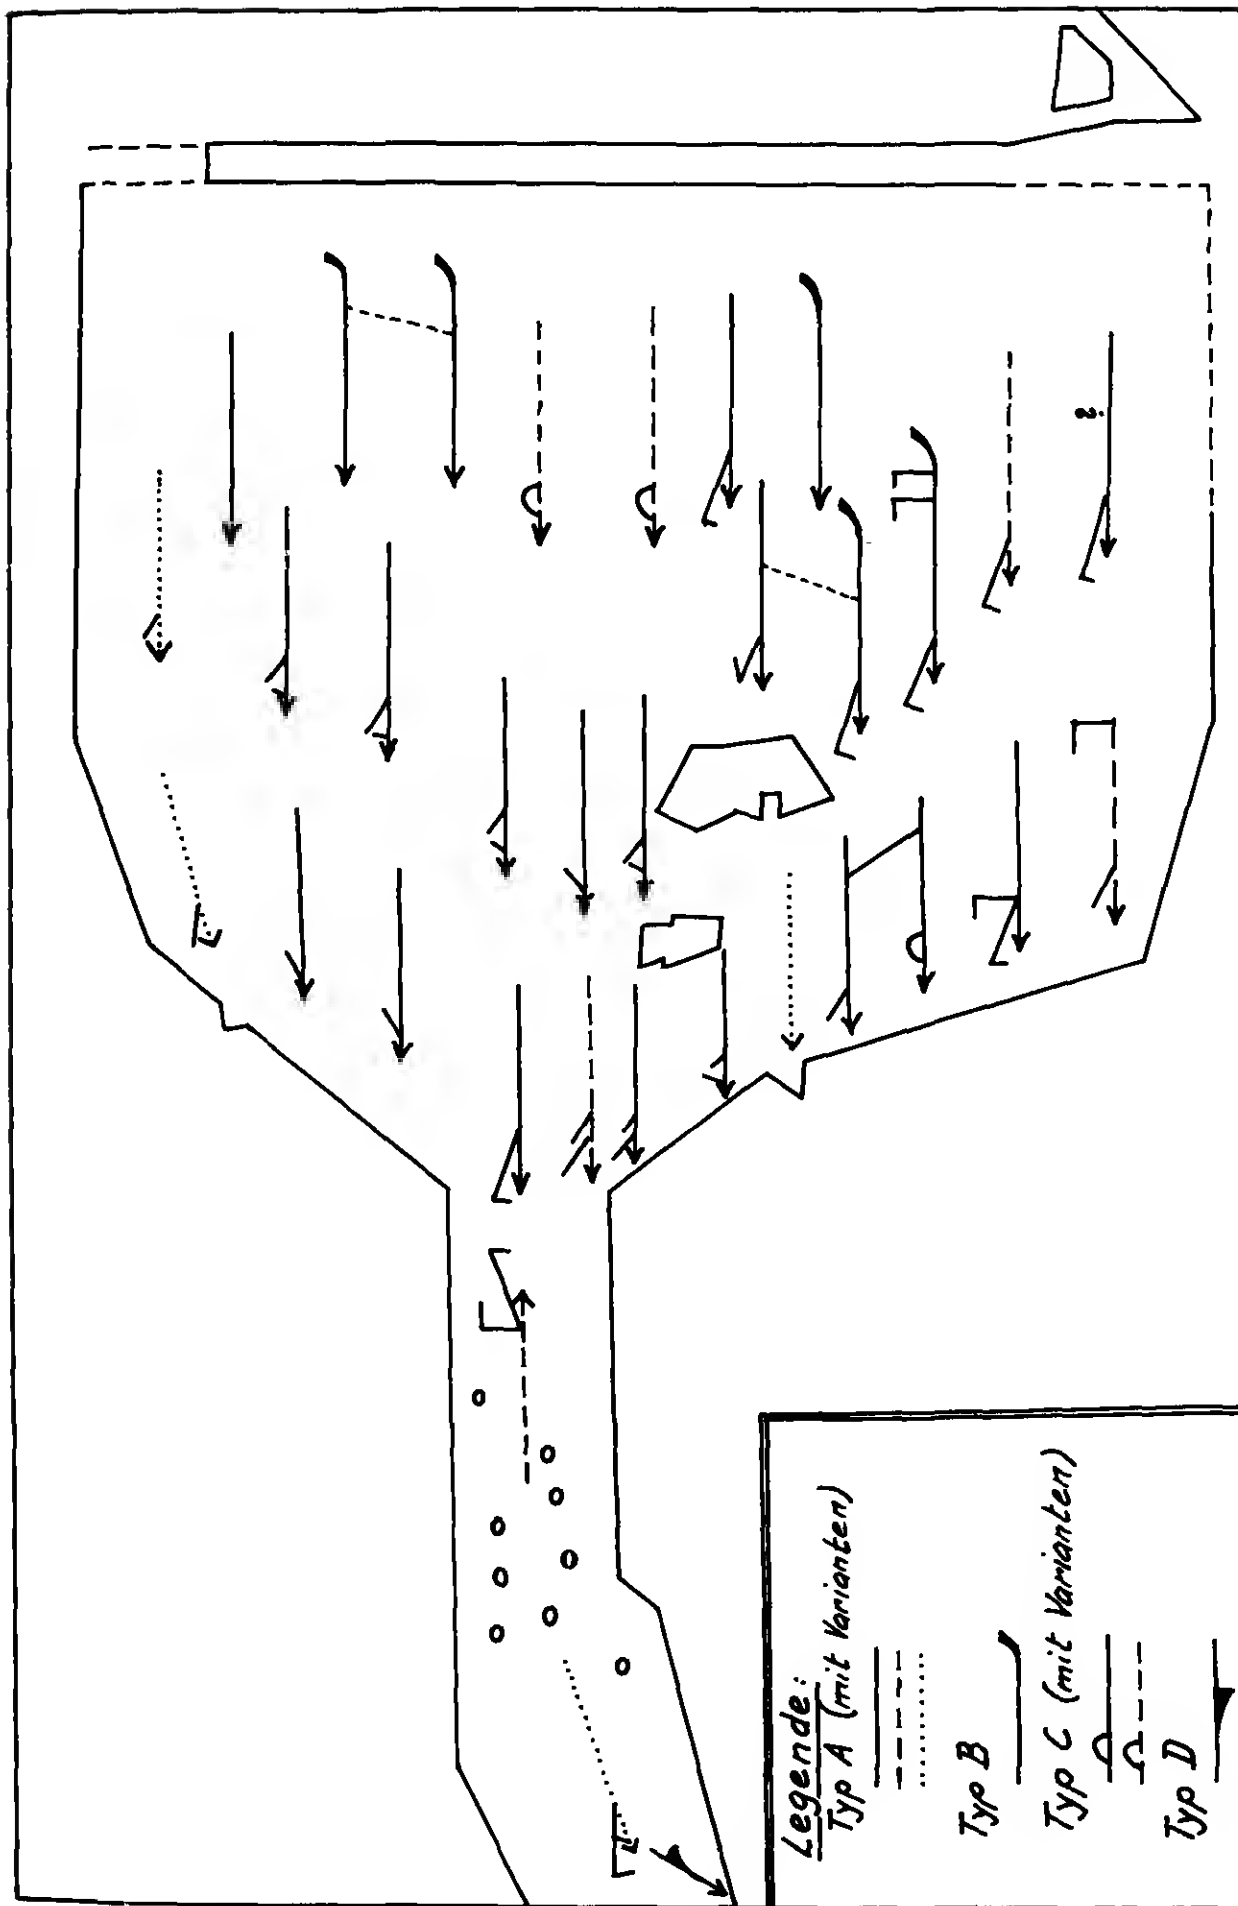 Legende:
Typ A (mit Varianten)
Typ B
Typ C (mit Varianten)
Typ D
?